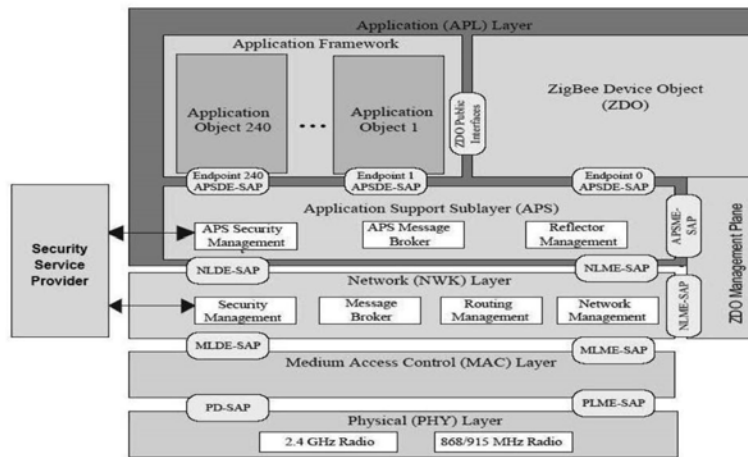 Application (APL) Layer
Application Framework
Application
Object 240
...
Application
Object 1
ZDO Public
Interfaces
ZigBee Device Object
(ZDO)
Endpoint 240
APSDE-SAP
Endpoint 1
APSDE-SAP
Endpoint 0
APSDE-SAP
Application Support Sublayer (APS)
APS Security
Management
APS Message
Broker
Reflector
Management
APSME-
SAP
Security
Service
Provider
ZDO Management Plane
NLDE-SAP
NLME-SAP
Network (NWK) Layer
Security
Management
Message
Broker
Routing
Management
Network
Management
NLME-SAP
MLDE-SAP
MLME-SAP
Medium Access Control (MAC) Layer
PD-SAP
PLME-SAP
Physical (PHY) Layer
2.4 GHz Radio
868/915 MHz Radio